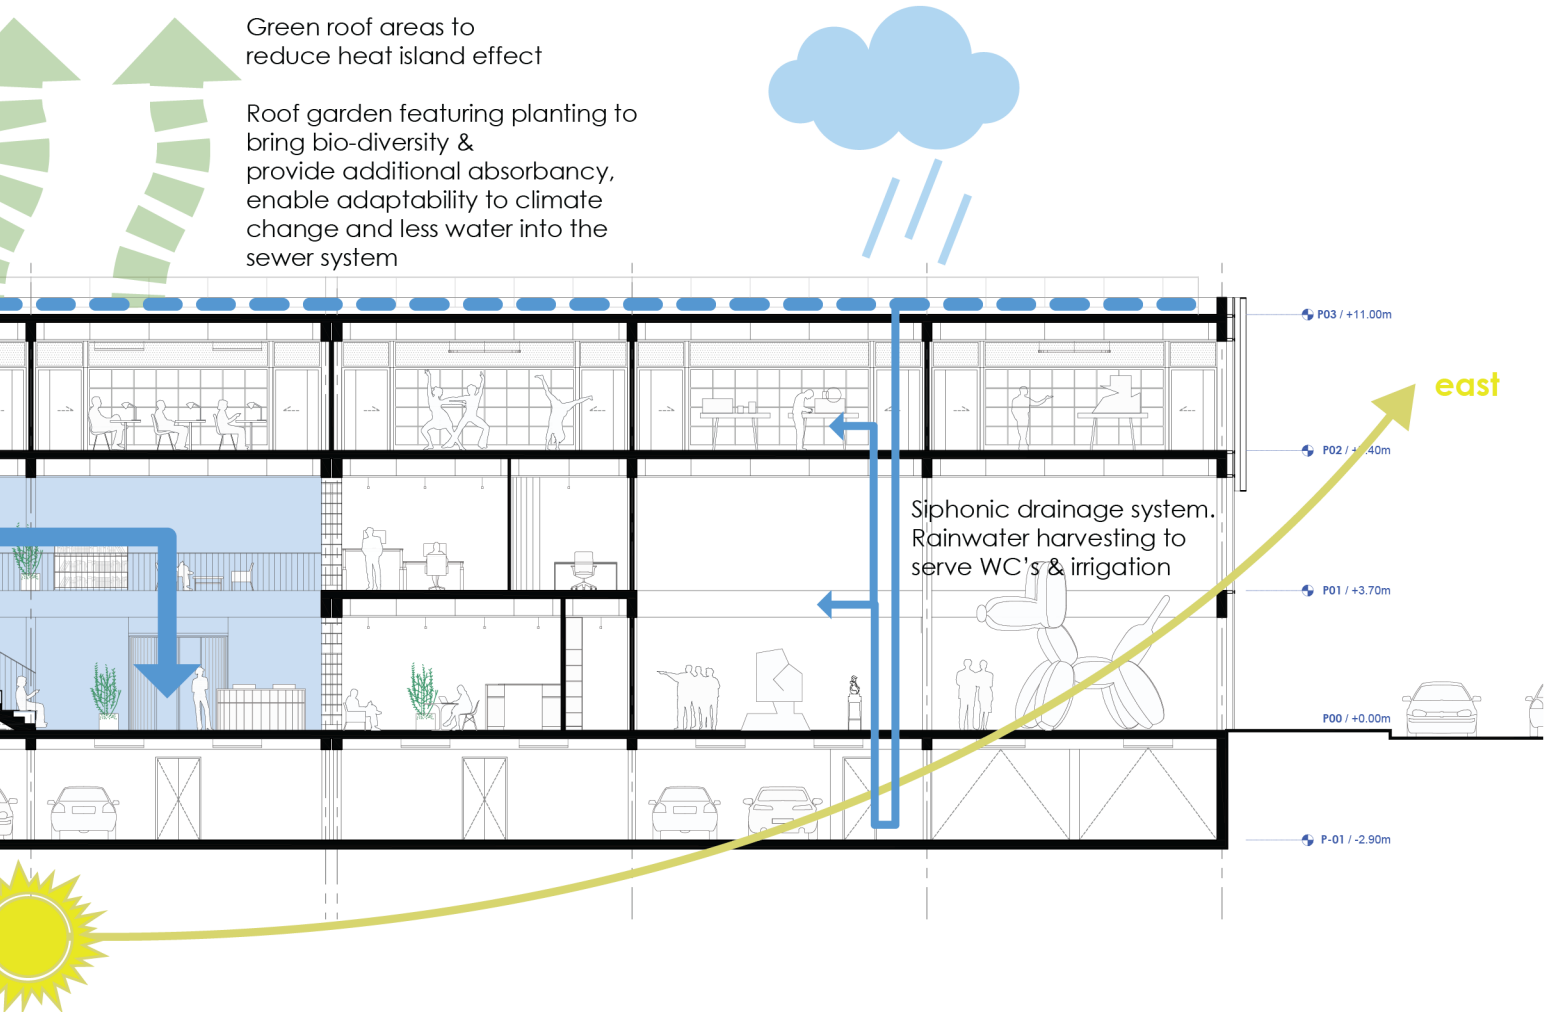 Green roof areas to
reduce heat island effect
Roof garden featuring planting to
bring bio-diversity &
provide additional absorbancy,
enable adaptability to climate
change and less water into the
sewer system
P03 / +11.00m
east
P02 / .40m
Siphonic drainage system.
Rainwater harvesting to
serve WC's & irrigation
P01 / +3.70m
P00 / +0.00m
P-01 / -2.90m